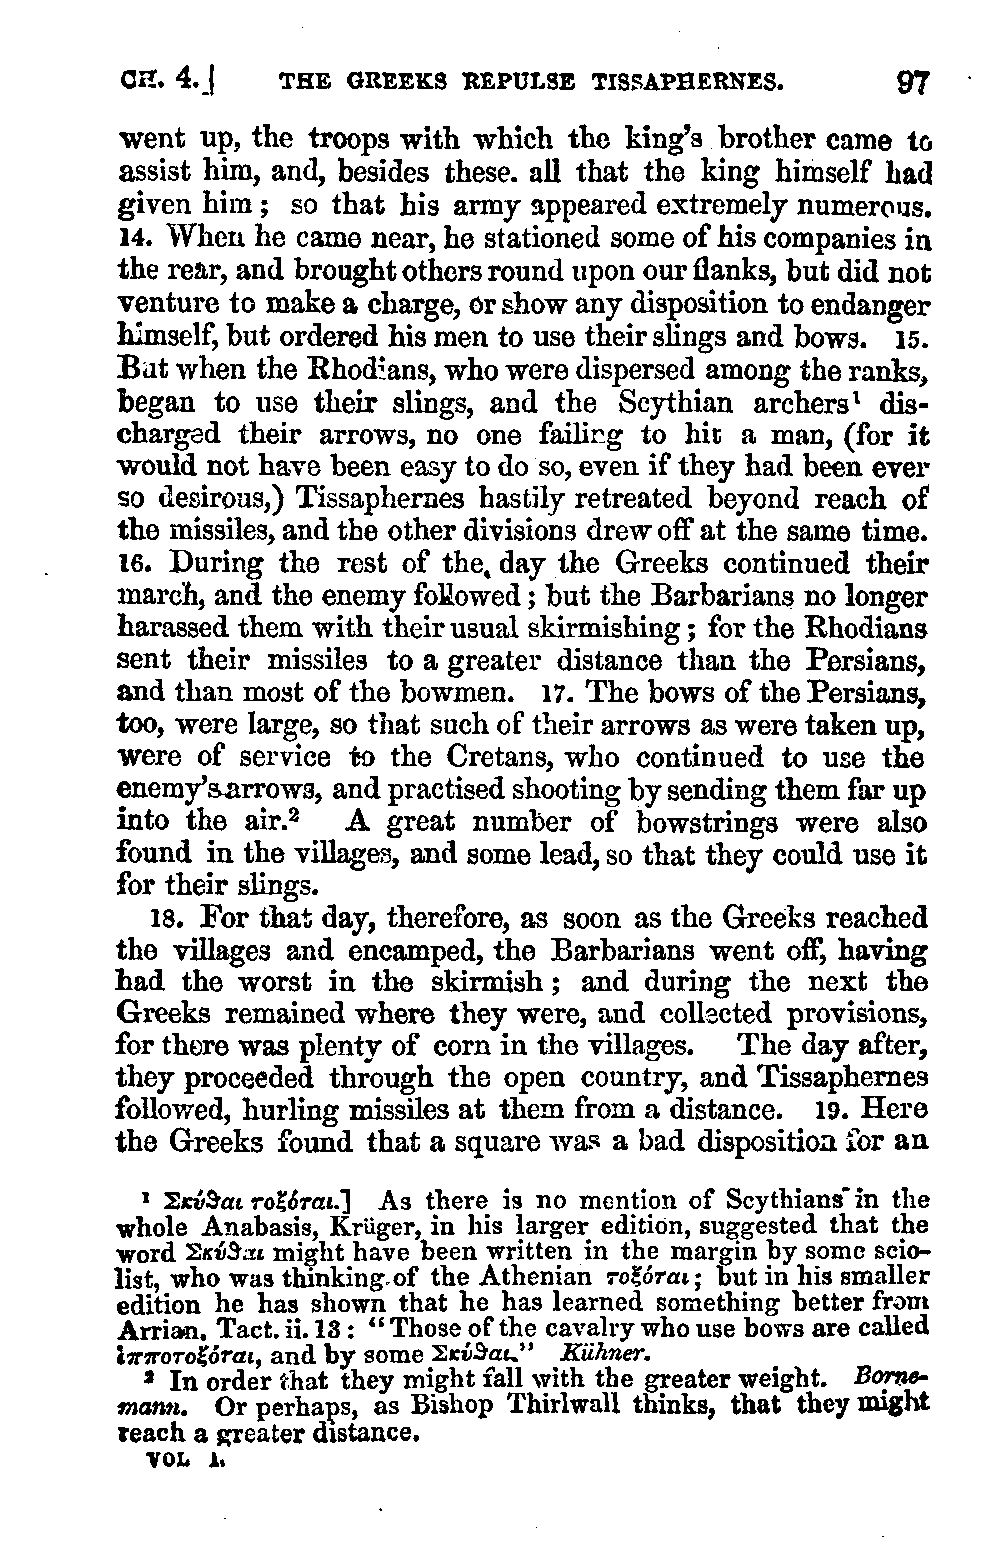 CH. 4.] THE GREEKS REPULSE TISSAPHERNES. 97
went up, the troops with which the king's brother came to
assist him, and, besides these. all that the king himself had
given him; so that his army appeared extremely numerous.
14. When he came near, he stationed some of his companies in
the rear, and brought others round upon our flanks, but did not
venture to make a charge, or show any disposition to endanger
himself, but ordered his men to use their slings and bows. 15.
But when the Rhodians, who were dispersed among the ranks,
began to use their slings, and the Scythian archers¹ dis-
charged their arrows, no one failing to hit a man, (for it
would not have been easy to do so, even if they had been ever
so desirous,) Tissaphernes hastily retreated beyond reach of
the missiles, and the other divisions drew off at the same time.
16. During the rest of the day the Greeks continued their
march, and the enemy followed; but the Barbarians no longer
harassed them with their usual skirmishing; for the Rhodians
sent their missiles to a greater distance than the Persians,
and than most of the bowmen. 17. The bows of the Persians,
too, were large, so that such of their arrows as were taken up,
were of service to the Cretans, who continued to use the
enemy's arrows, and practised shooting by sending them far up
into the air.² A great number of bowstrings were also
found in the villages, and some lead, so that they could use it
for their slings.
18. For that day, therefore, as soon as the Greeks reached
the villages and encamped, the Barbarians went off, having
had the worst in the skirmish; and during the next the
Greeks remained where they were, and collected provisions,
for there was plenty of corn in the villages. The day after,
they proceeded through the open country, and Tissaphernes
followed, hurling missiles at them from a distance. 19. Here
the Greeks found that a square was a bad disposition for an
¹ Σκύϑαι τοξόται.] As there is no mention of Scythians in the
whole Anabasis, Krüger, in his larger edition, suggested that the
word Σκύϑαι might have been written in the margin by some scio-
list, who was thinking of the Athenian τοξόται; but in his smaller
edition he has shown that he has learned something better from
Arrian. Tact. ii. 13: "Those of the cavalry who use bows are called
ἱπποτοξόται, and by some Σκύϑαι." Kühner.
² In order that they might fall with the greater weight. Borne-
mann. Or perhaps, as Bishop Thirlwall thinks, that they might
reach a greater distance.
VOL I.